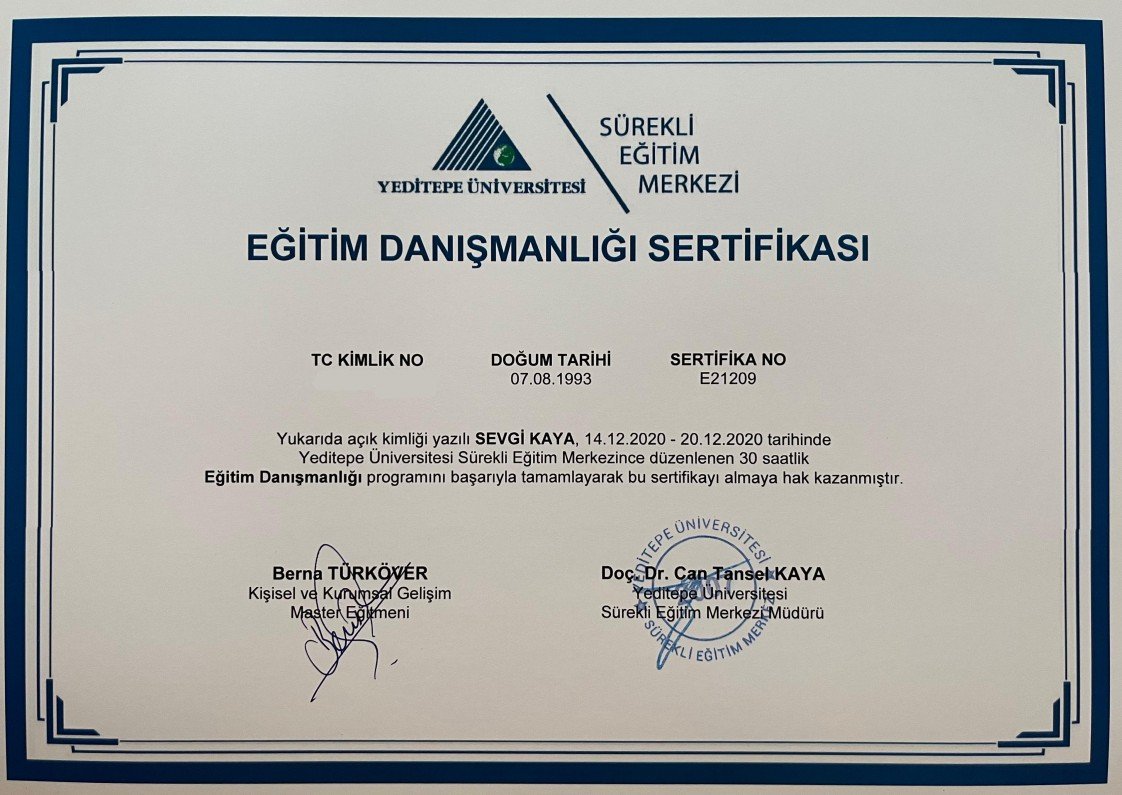 YEDİTEPE ÜNİVERSİTESİ
SÜREKLİ
EĞİTİM
MERKEZİ
EĞİTİM DANIŞMANLIĞI SERTİFİKASI
TC KİMLİK NO
DOĞUM TARİHİ
07.08.1993
SERTİFİKA NO
E21209
Yukarıda açık kimliği yazılı SEVGİ KAYA, 14.12.2020 - 20.12.2020 tarihinde
Yeditepe Üniversitesi Sürekli Eğitim Merkezince düzenlenen 30 saatlik
Eğitim Danışmanlığı programını başarıyla tamamlayarak bu sertifikayı almaya hak kazanmıştır.
Berna TÜRKÖVER
Kişisel ve Kurumsal Gelişim
Master Eğitmeni
Doç. Dr. Can Tansel KAYA
Yeditepe Üniversitesi
Sürekli Eğitim Merkezi Müdürü
YEDİTEPE ÜNİVERSİTESİ
SÜREKLİ EĞİTİM MERKEZİ